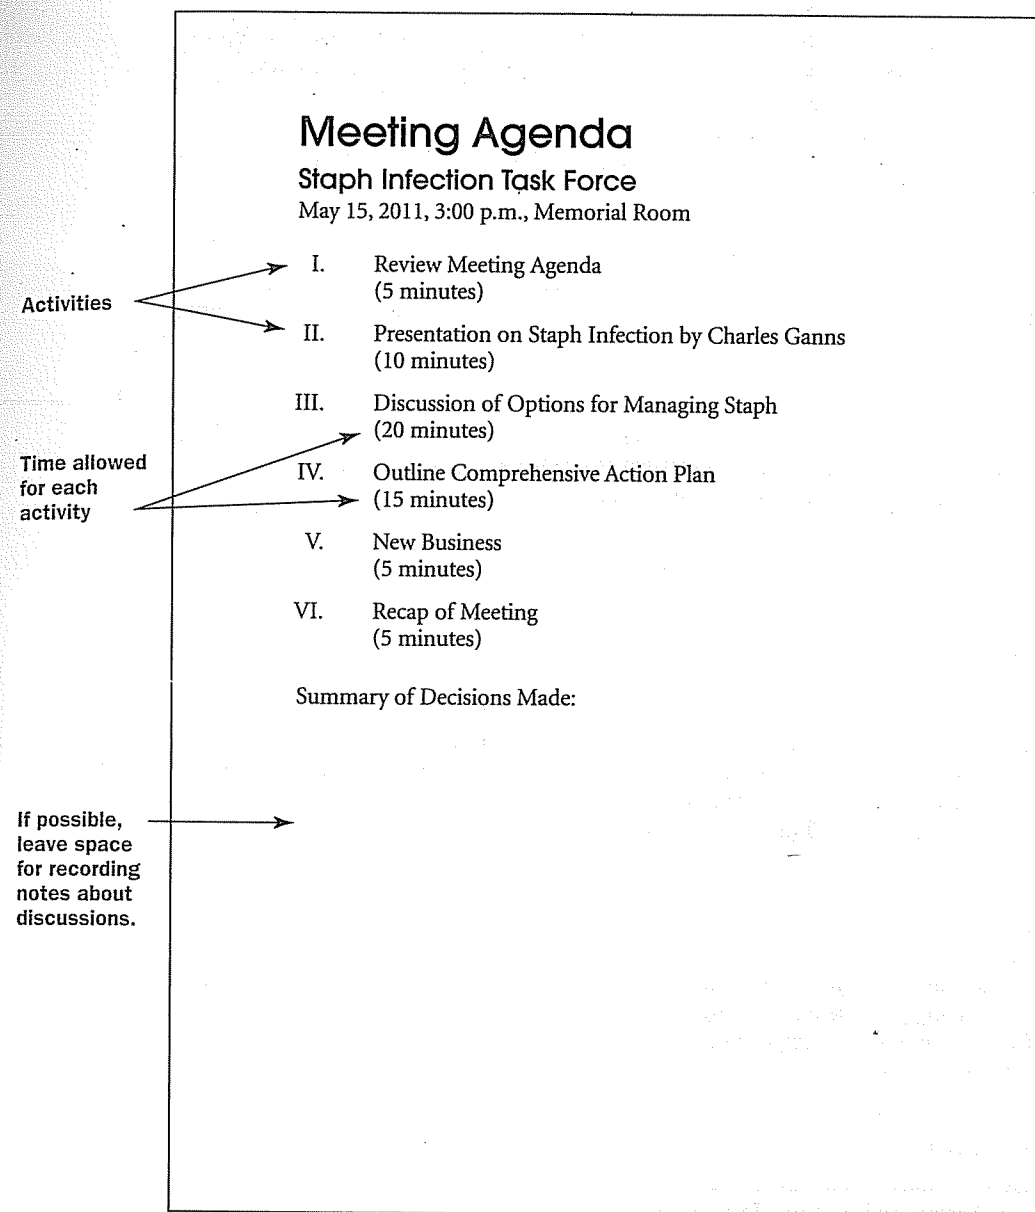 Meeting Agenda
Staph Infection Task Force
May 15, 2011, 3:00 p.m., Memorial Room
I. Review Meeting Agenda
(5 minutes)
II. Presentation on Staph Infection by Charles Ganns
(10 minutes)
III. Discussion of Options for Managing Staph
(20 minutes)
IV. Outline Comprehensive Action Plan
(15 minutes)
V. New Business
(5 minutes)
VI. Recap of Meeting
(5 minutes)
Summary of Decisions Made:
Activities
Time allowed
for each
activity
If possible,
leave space
for recording
notes about
discussions.